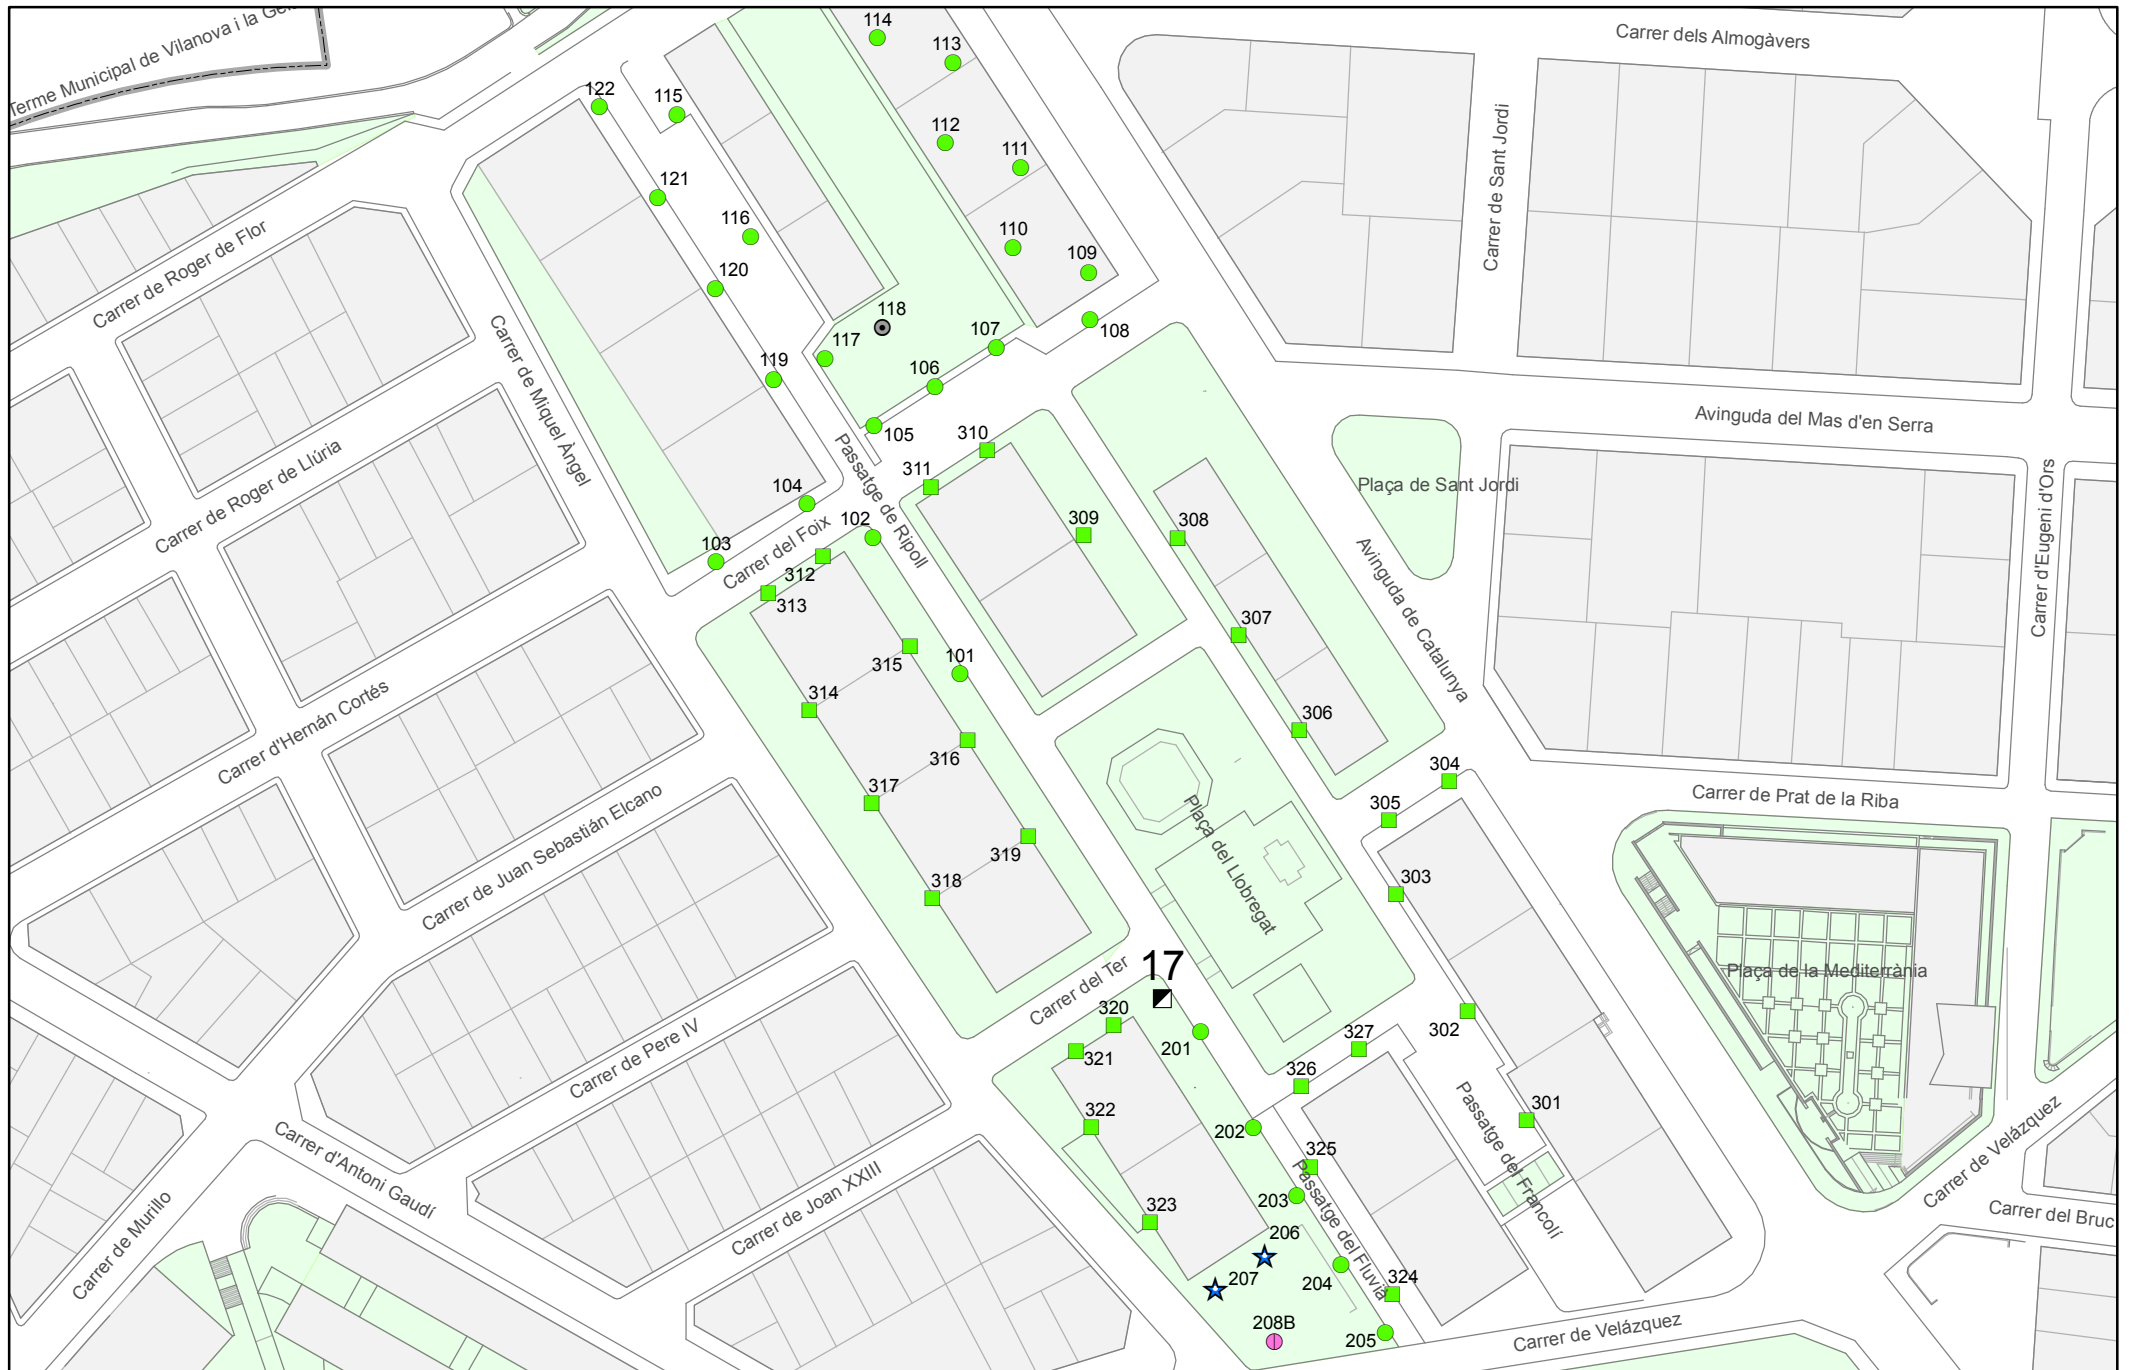 Terme Municipal de Vilanova i la
114
Carrer dels Almogàvers
113
122
115
112
111
Carrer de Sant Jordi
121
116
110
109
Carrer de Roger de Flor
120
118
107
108
117
Carrer de Miquel Àngel
119
106
105
310
Avinguda del Mas d'en Serra
Passatge de Ripoll
311
Carrer de Roger de Llúria
104
102
Plaça de Sant Jordi
103
Carrer del Foix
309
308
Avinguda de Catalunya
Carrer d'Eugeni d'Ors
312
313
307
315
101
314
306
Carrer d'Hernán Cortés
316
304
317
305
Carrer de Prat de la Riba
Carrer de Juan Sebastián Elcano
Plaça del Llobregat
319
318
303
17
Carrer del Ter
Plaça de la Mediterrània
320
302
327
201
321
Carrer de Pere IV
326
322
301
202
Passatge del Francolí
325
Carrer d'Antoni Gaudí
Passatge del Fluvià
Carrer de Velázquez
203
323
Carrer de Joan XXIII
Carrer de Murillo
206
Carrer del Bruc
207
204
324
208B
205
Carrer de Velázquez